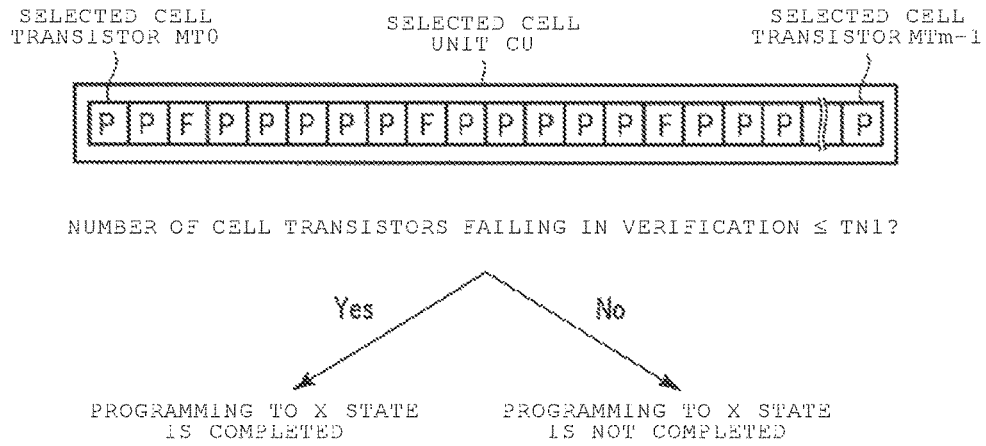 SELECTED CELL
TRANSISTOR MT0
SELECTED CELL
UNIT CU
SELECTED CELL
TRANSISTOR MTm-1
P P F P P P P P F P P P P P F P P P P
NUMBER OF CELL TRANSISTORS FAILING IN VERIFICATION ≤ TN1?
Yes
No
PROGRAMMING TO X STATE
IS COMPLETED
PROGRAMMING TO X STATE
IS NOT COMPLETED